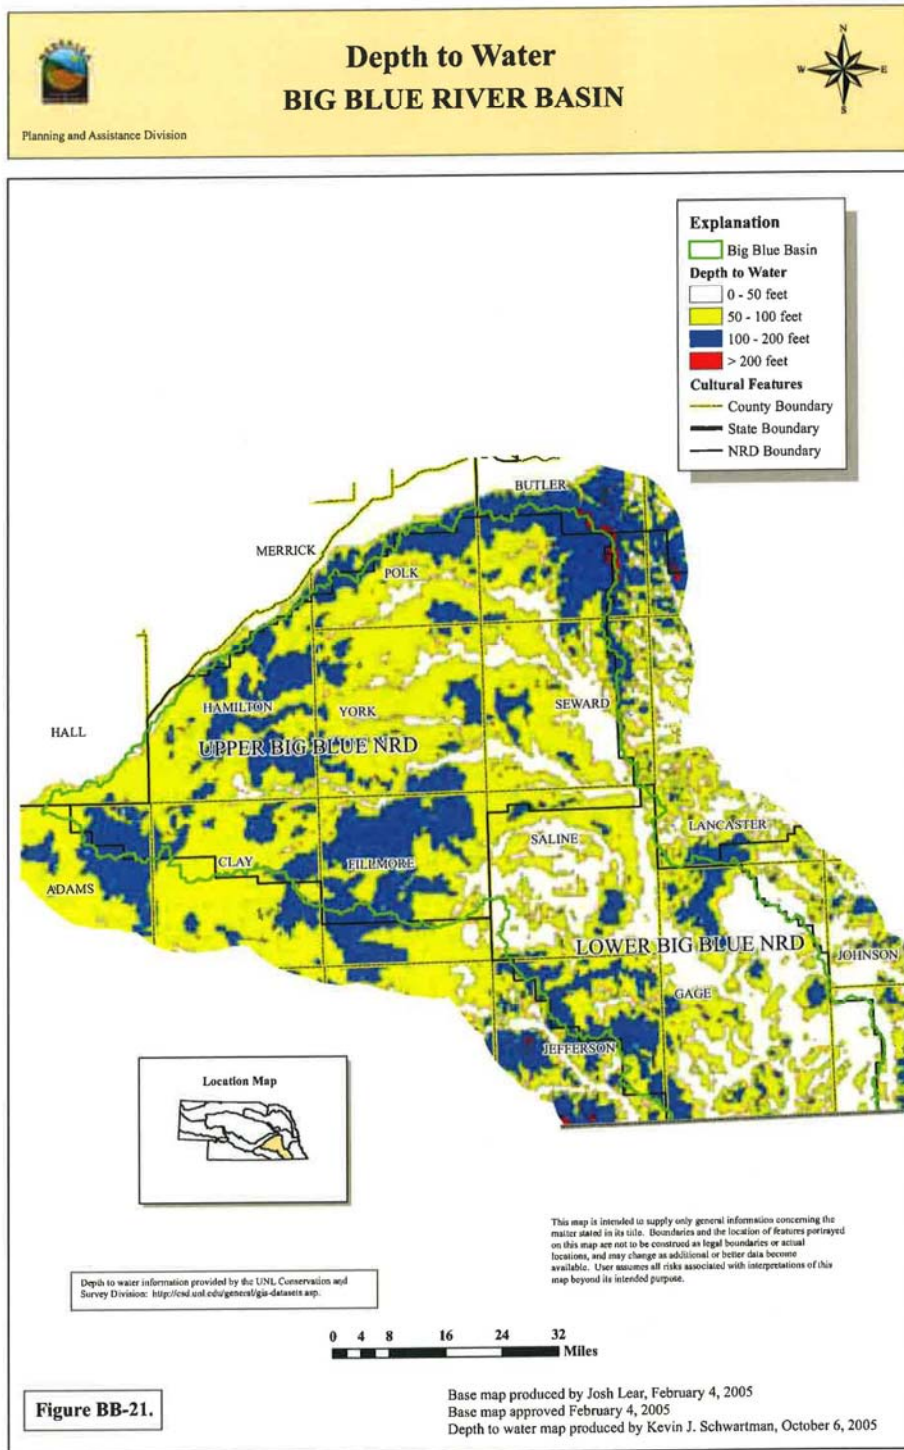 NEBRASKA
Depth to Water
BIG BLUE RIVER BASIN
N
W
E
S
Planning and Assistance Division
Explanation
Big Blue Basin
Depth to Water
0 - 50 feet
50 - 100 feet
100 - 200 feet
> 200 feet
Cultural Features
County Boundary
State Boundary
NRD Boundary
BUTLER
MERRICK
POLK
HAMILTON
YORK
SEWARD
HALL
UPPER BIG BLUE NRD
LANCASTER
SALINE
CLAY
FILLMORE
ADAMS
LOWER BIG BLUE NRD
JOHNSON
GAGE
JEFFERSON
Location Map
This map is intended to supply only general information concerning the
matter stated in its title. Boundaries and the location of features portrayed
on this map are not to be construed as legal boundaries or actual
locations, and may change as additional or better data become
available. User assumes all risks associated with interpretations of this
map beyond its intended purpose.
Depth to water information provided by the UNL Conservation and
Survey Division: http://csd.unl.edu/general/gis-datasets.asp.
0 4 8 16 24 32
Miles
Figure BB-21.
Base map produced by Josh Lear, February 4, 2005
Base map approved February 4, 2005
Depth to water map produced by Kevin J. Schwartman, October 6, 2005